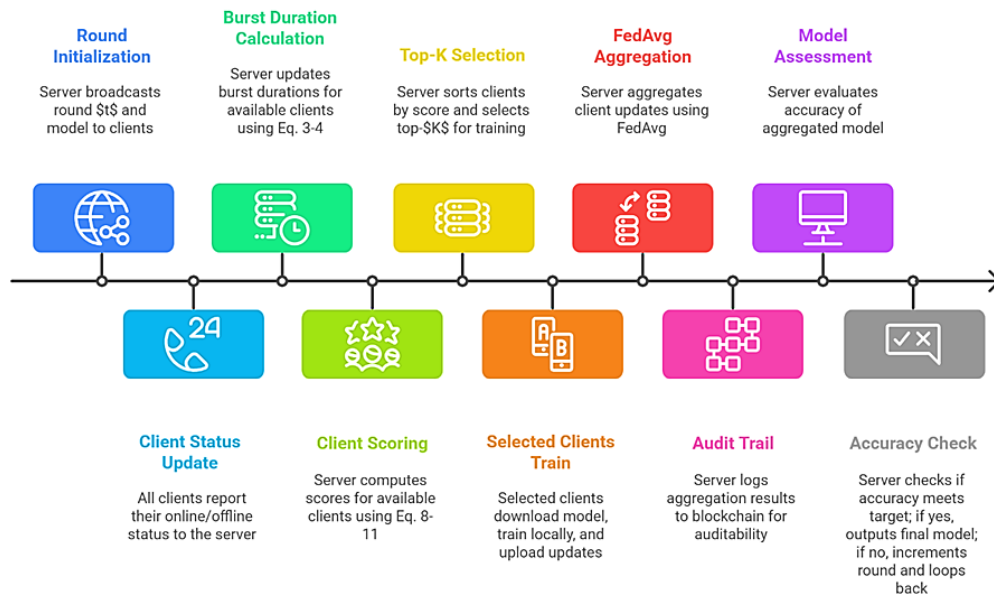 Round
Initialization
Server broadcasts
round $t$ and
model to clients
Burst Duration
Calculation
Server updates
burst durations for
available clients
using Eq. 3-4
Top-K Selection
Server sorts clients
by score and selects
top-$K$ for training
FedAvg
Aggregation
Server aggregates
client updates using
FedAvg
Model
Assessment
Server evaluates
accuracy of
aggregated model
24
A
B
Client Status
Update
All clients report
their online/offline
status to the server
Client Scoring
Server computes
scores for available
clients using Eq. 8-
11
Selected Clients
Train
Selected clients
download model,
train locally, and
upload updates
Audit Trail
Server logs
aggregation results
to blockchain for
auditability
Accuracy Check
Server checks if
accuracy meets
target; if yes,
outputs final model;
if no, increments
round and loops
back